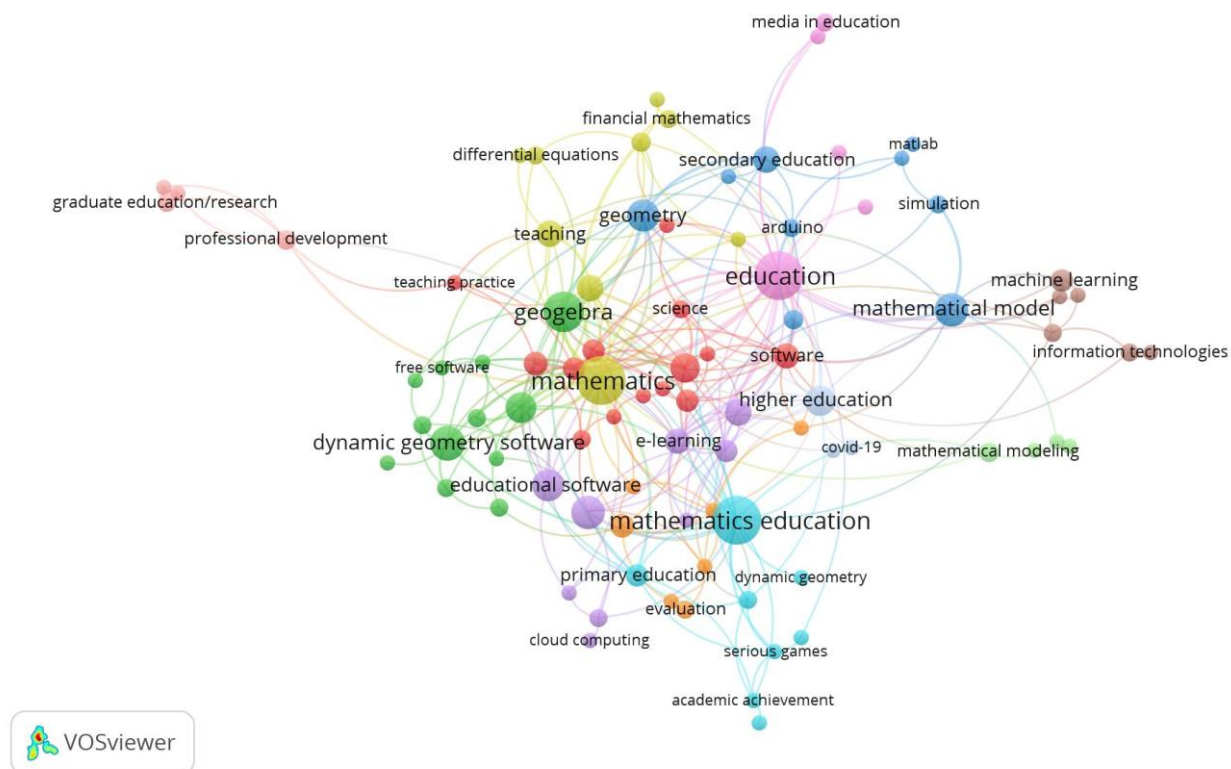 media in education
financial mathematics
differential equations
secondary education
matlab
graduate education/research
geometry
simulation
professional development
teaching
arduino
teaching practice
education
machine learning
geogebra
science
mathematical model
free software
software
information technologies
mathematics
higher education
dynamic geometry software
e-learning
covid-19
mathematical modeling
educational software
mathematics education
primary education
dynamic geometry
evaluation
cloud computing
serious games
academic achievement
VOSviewer